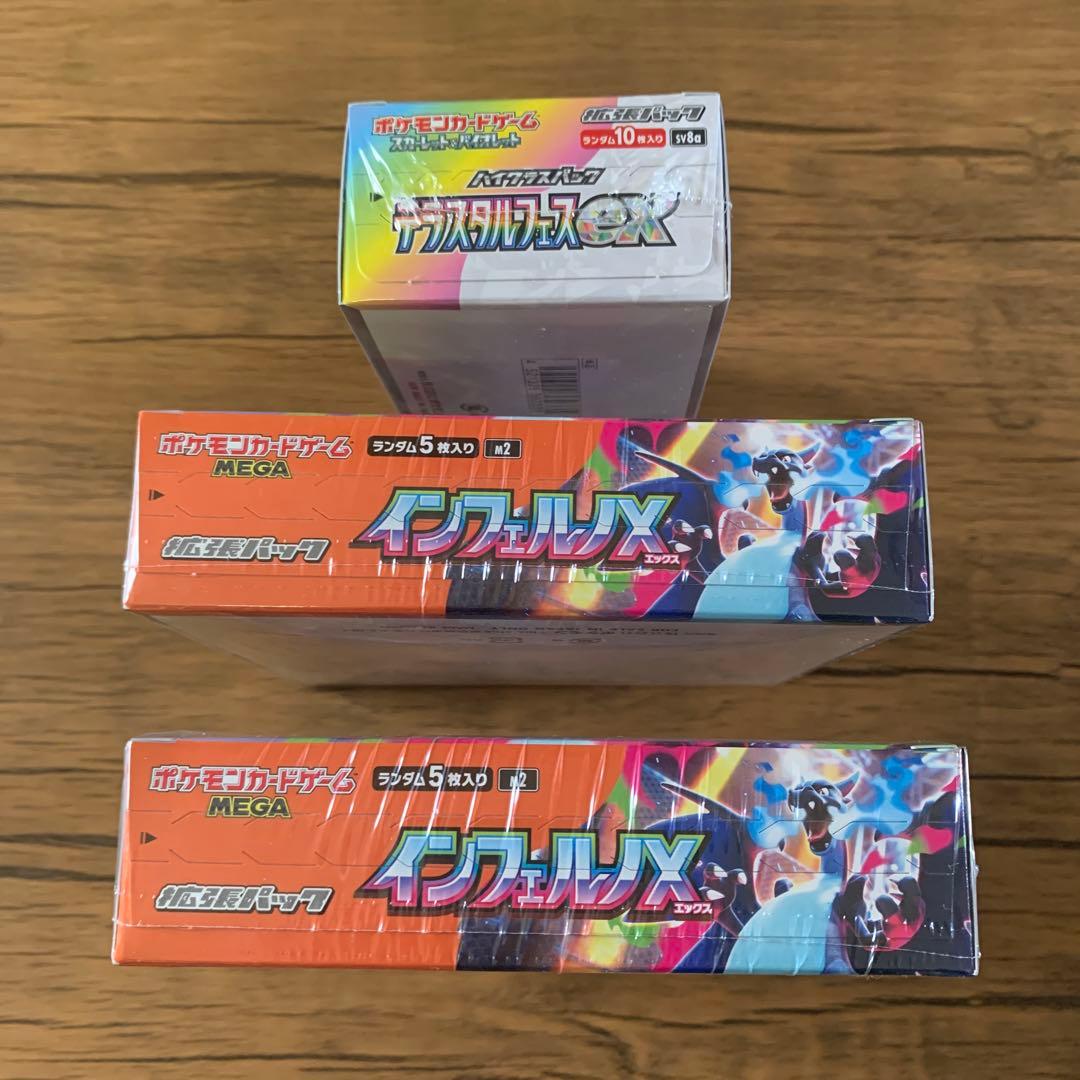 ポケモンカードゲーム
スカーレット&バイオレット
拡張パック
ランダム10枚入り sv8a
ハイクラスパック
テラスタルフェスex
ポケモンカードゲーム
MEGA
ランダム5枚入り M2
インフェルノX
エックス
拡張パック
ポケモンカードゲーム
MEGA
ランダム5枚入り M2
インフェルノX
エックス
拡張パック